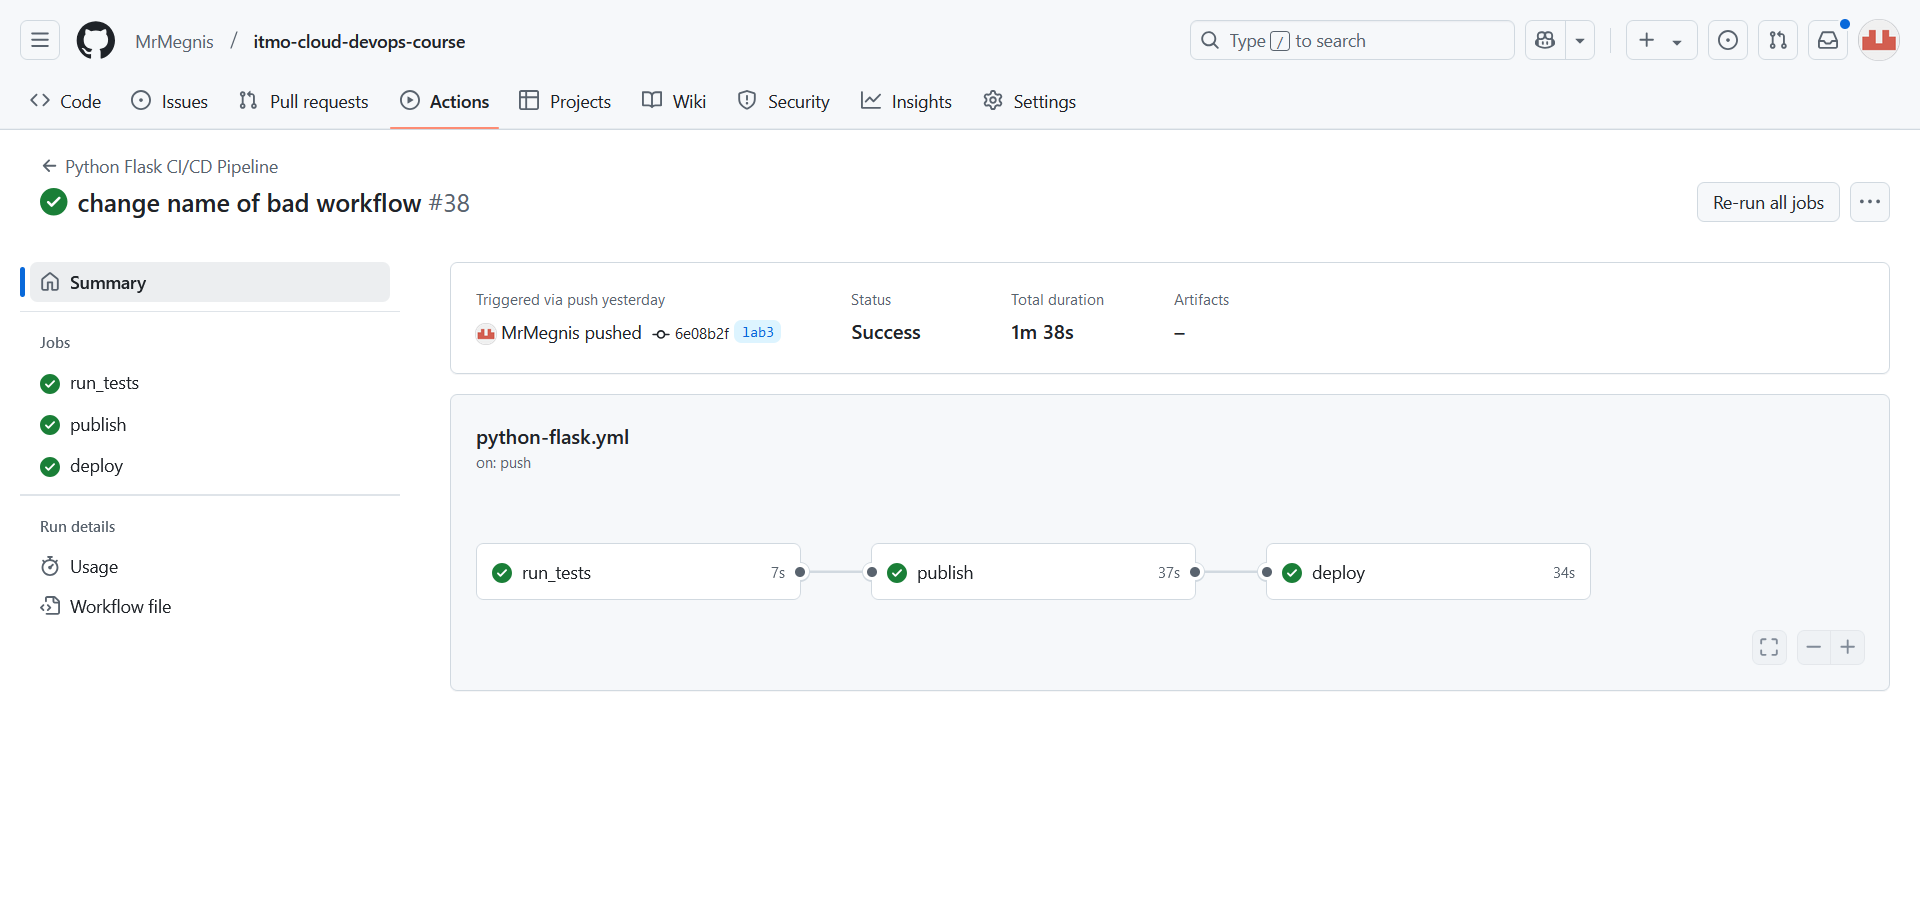 MrMegnis / itmo-cloud-devops-course
Type / to search
Code Issues Pull requests Actions Projects Wiki Security Insights Settings
Python Flask CI/CD Pipeline
change name of bad workflow #38
Re-run all jobs
Summary
Jobs
run_tests
publish
deploy
Run details
Usage
Workflow file
Triggered via push yesterday
MrMegnis pushed 6e08b2f lab3
Status
Success
Total duration
1m 38s
Artifacts
–
python-flask.yml
on: push
run_tests 7s
publish 37s
deploy 34s